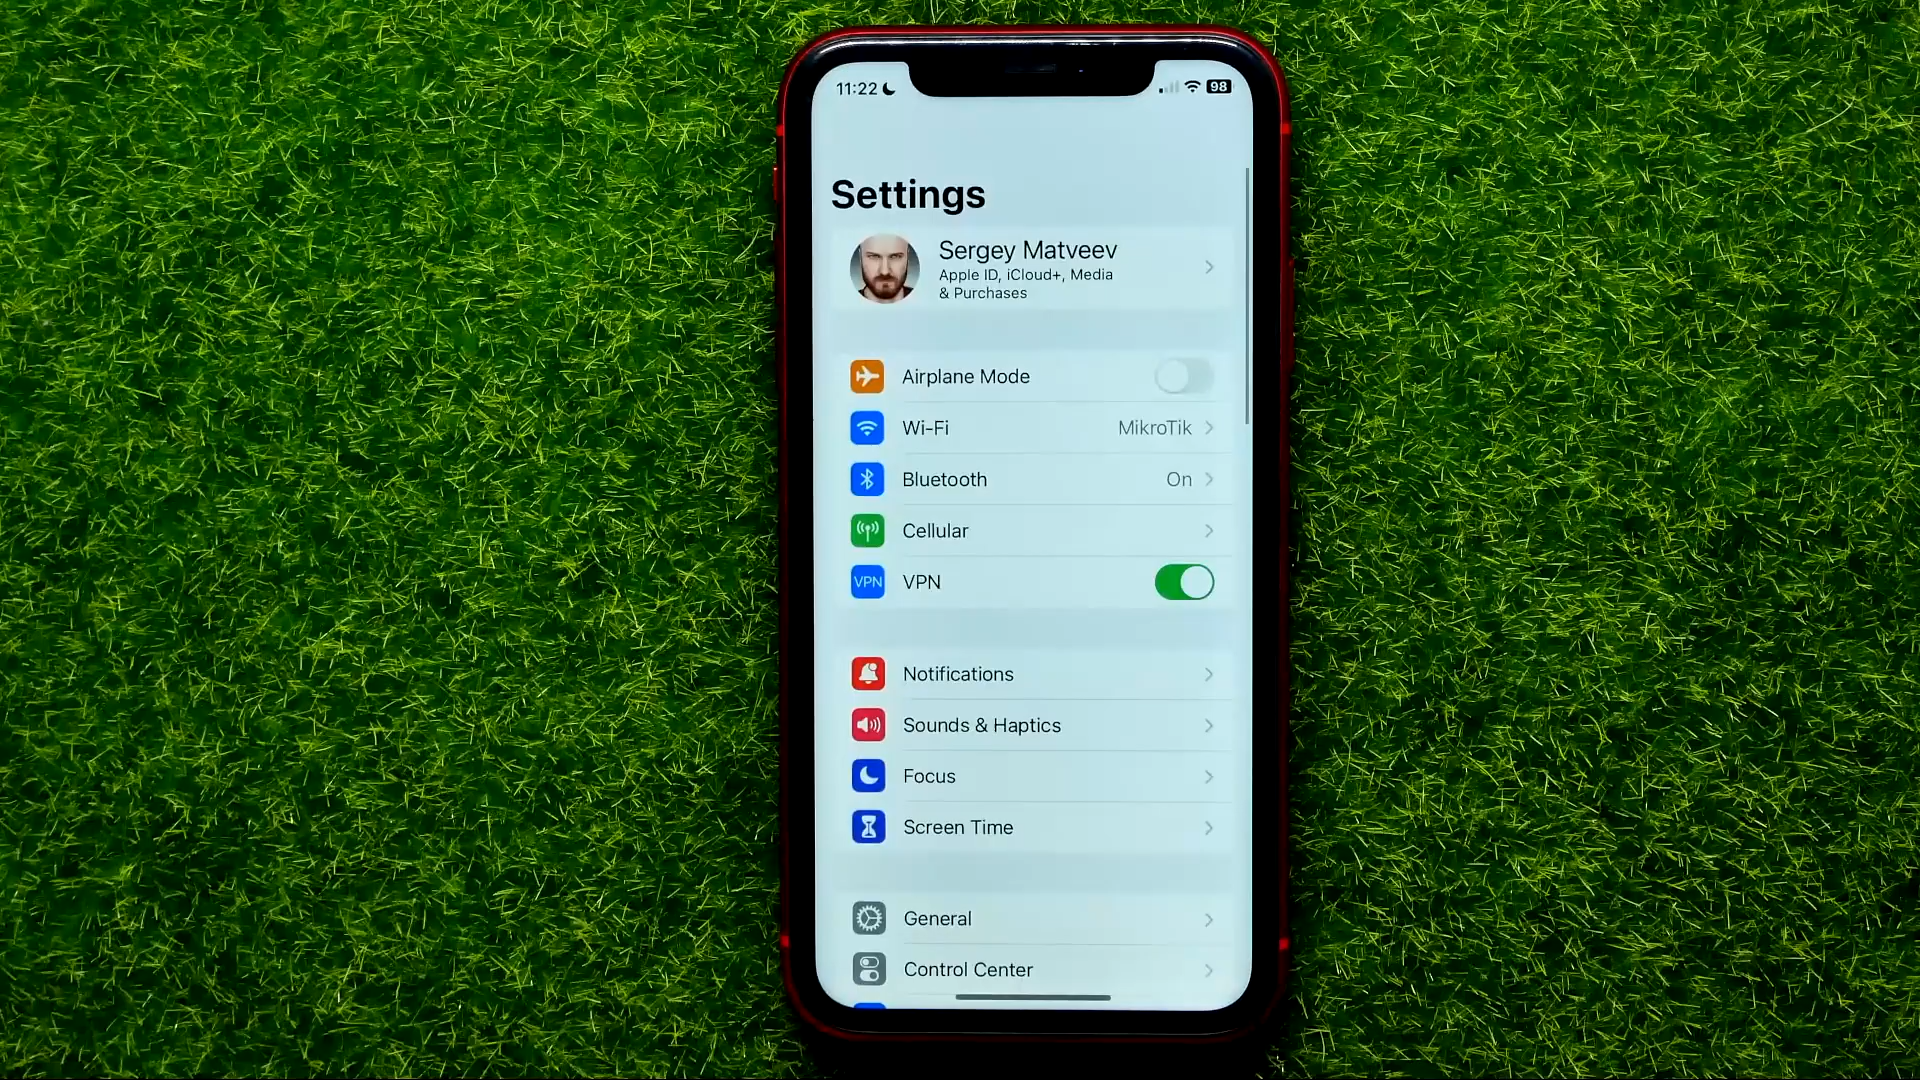 11:22
98
Settings
Sergey Matveev
Apple ID, iCloud+, Media
& Purchases
Airplane Mode
Wi-Fi MikroTik
Bluetooth On
Cellular
VPN VPN
Notifications
Sounds & Haptics
Focus
Screen Time
General
Control Center